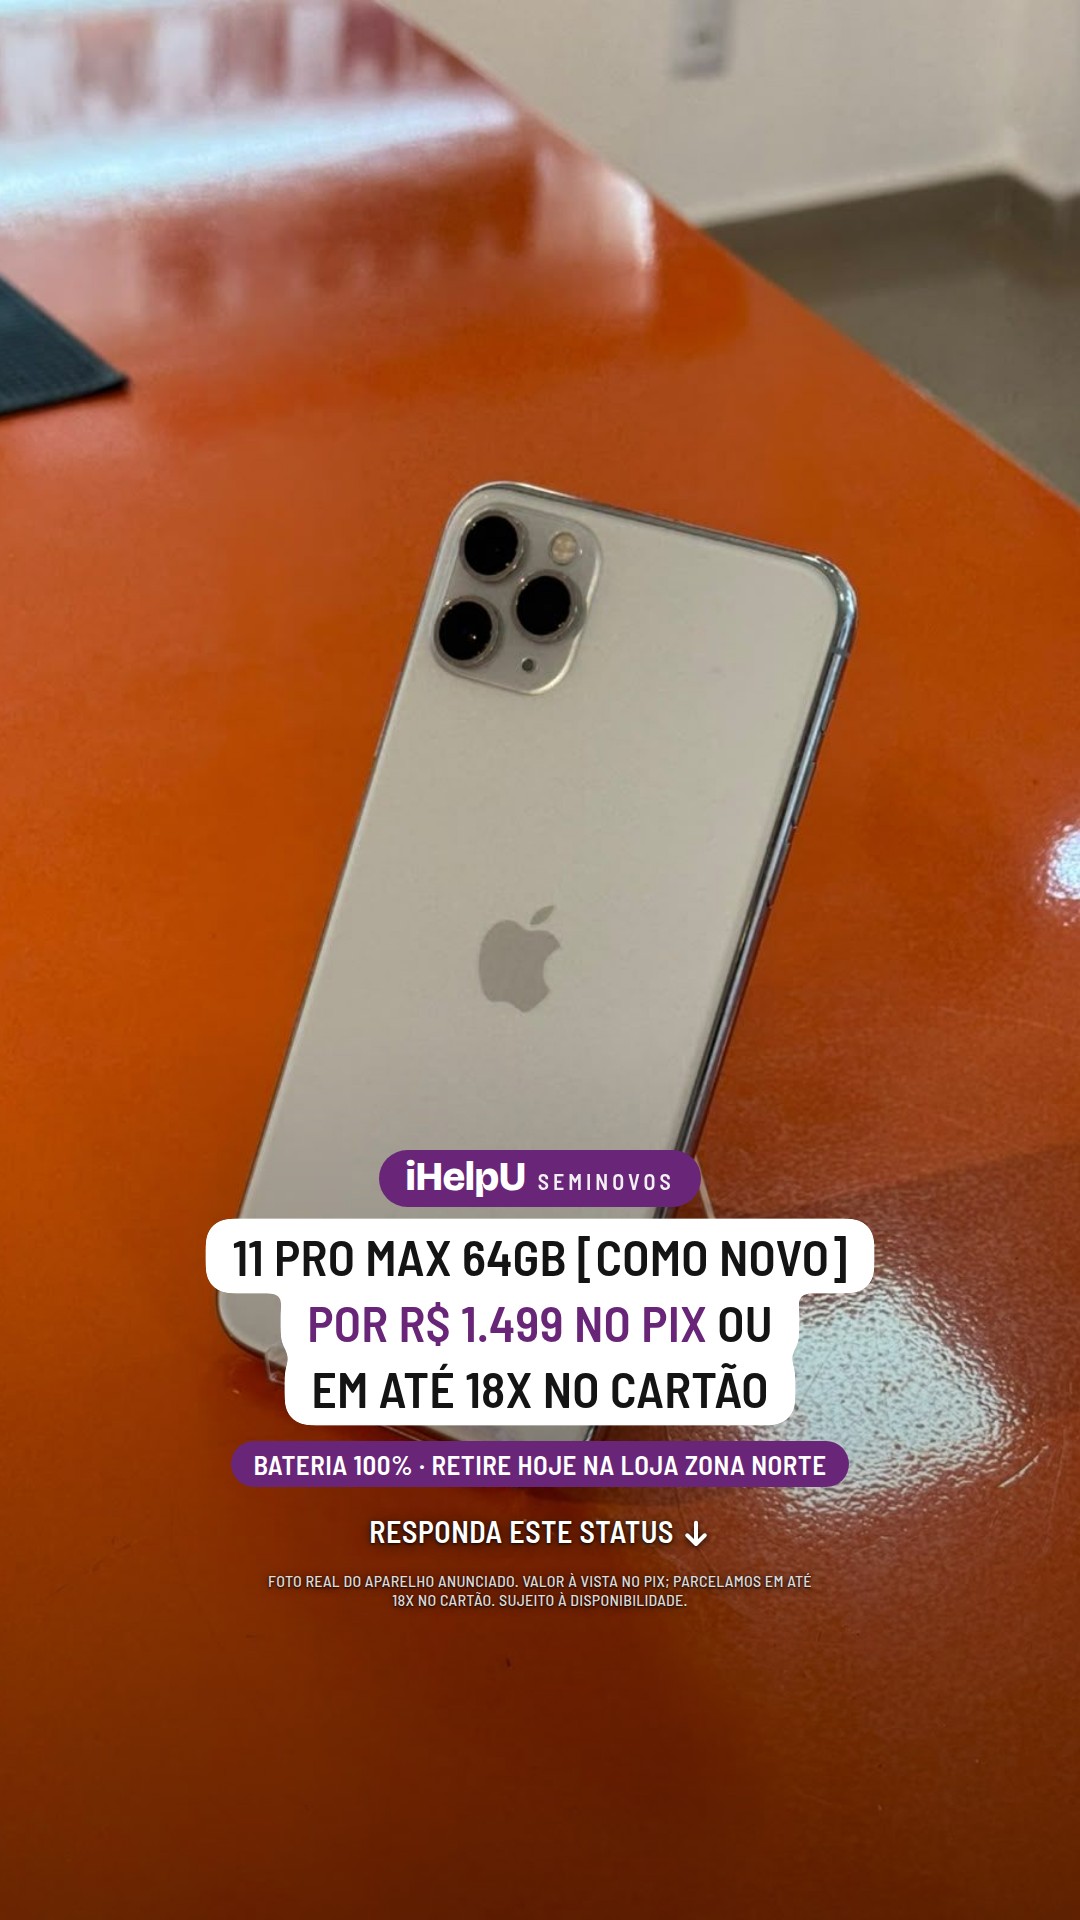 iHelpU SEMINOVOS
11 PRO MAX 64GB [COMO NOVO]
POR R$ 1.499 NO PIX OU
EM ATÉ 18X NO CARTÃO
BATERIA 100% · RETIRE HOJE NA LOJA ZONA NORTE
RESPONDA ESTE STATUS ↓
FOTO REAL DO APARELHO ANUNCIADO. VALOR À VISTA NO PIX; PARCELAMOS EM ATÉ
18X NO CARTÃO. SUJEITO À DISPONIBILIDADE.